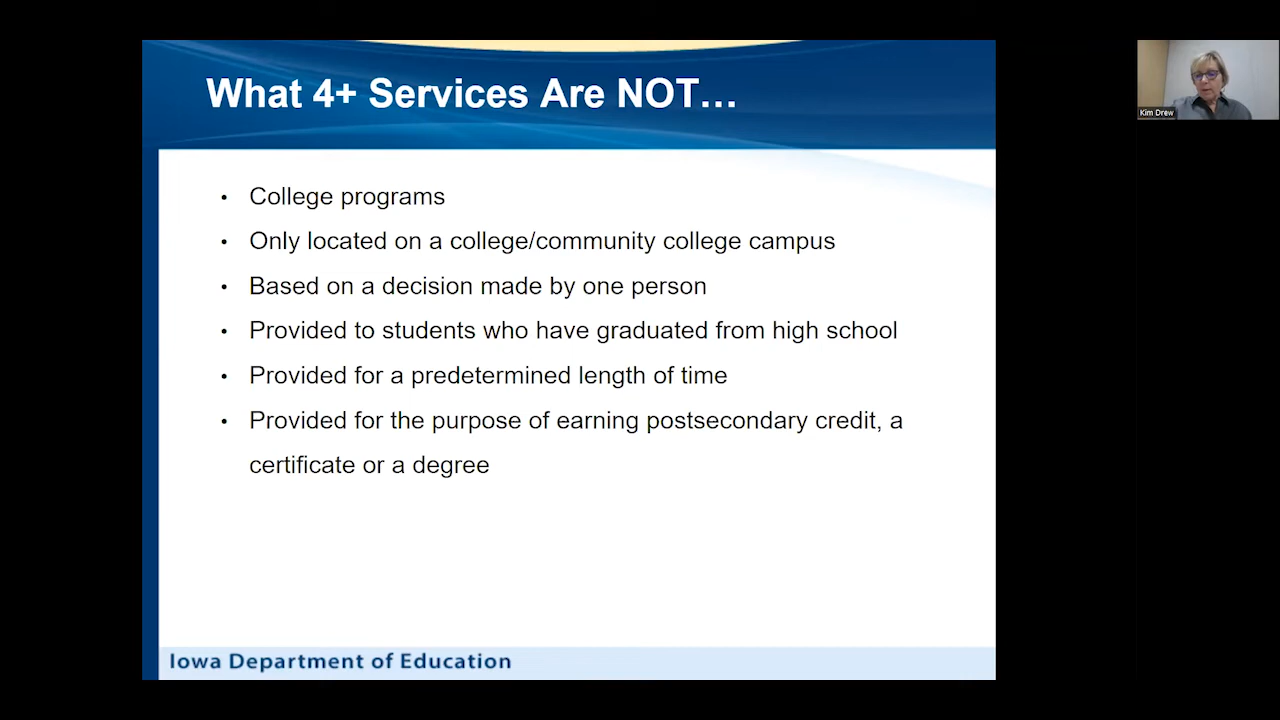 What 4+ Services Are NOT…
Kim Drew
• College programs
• Only located on a college/community college campus
• Based on a decision made by one person
• Provided to students who have graduated from high school
• Provided for a predetermined length of time
• Provided for the purpose of earning postsecondary credit, a
certificate or a degree
Iowa Department of Education